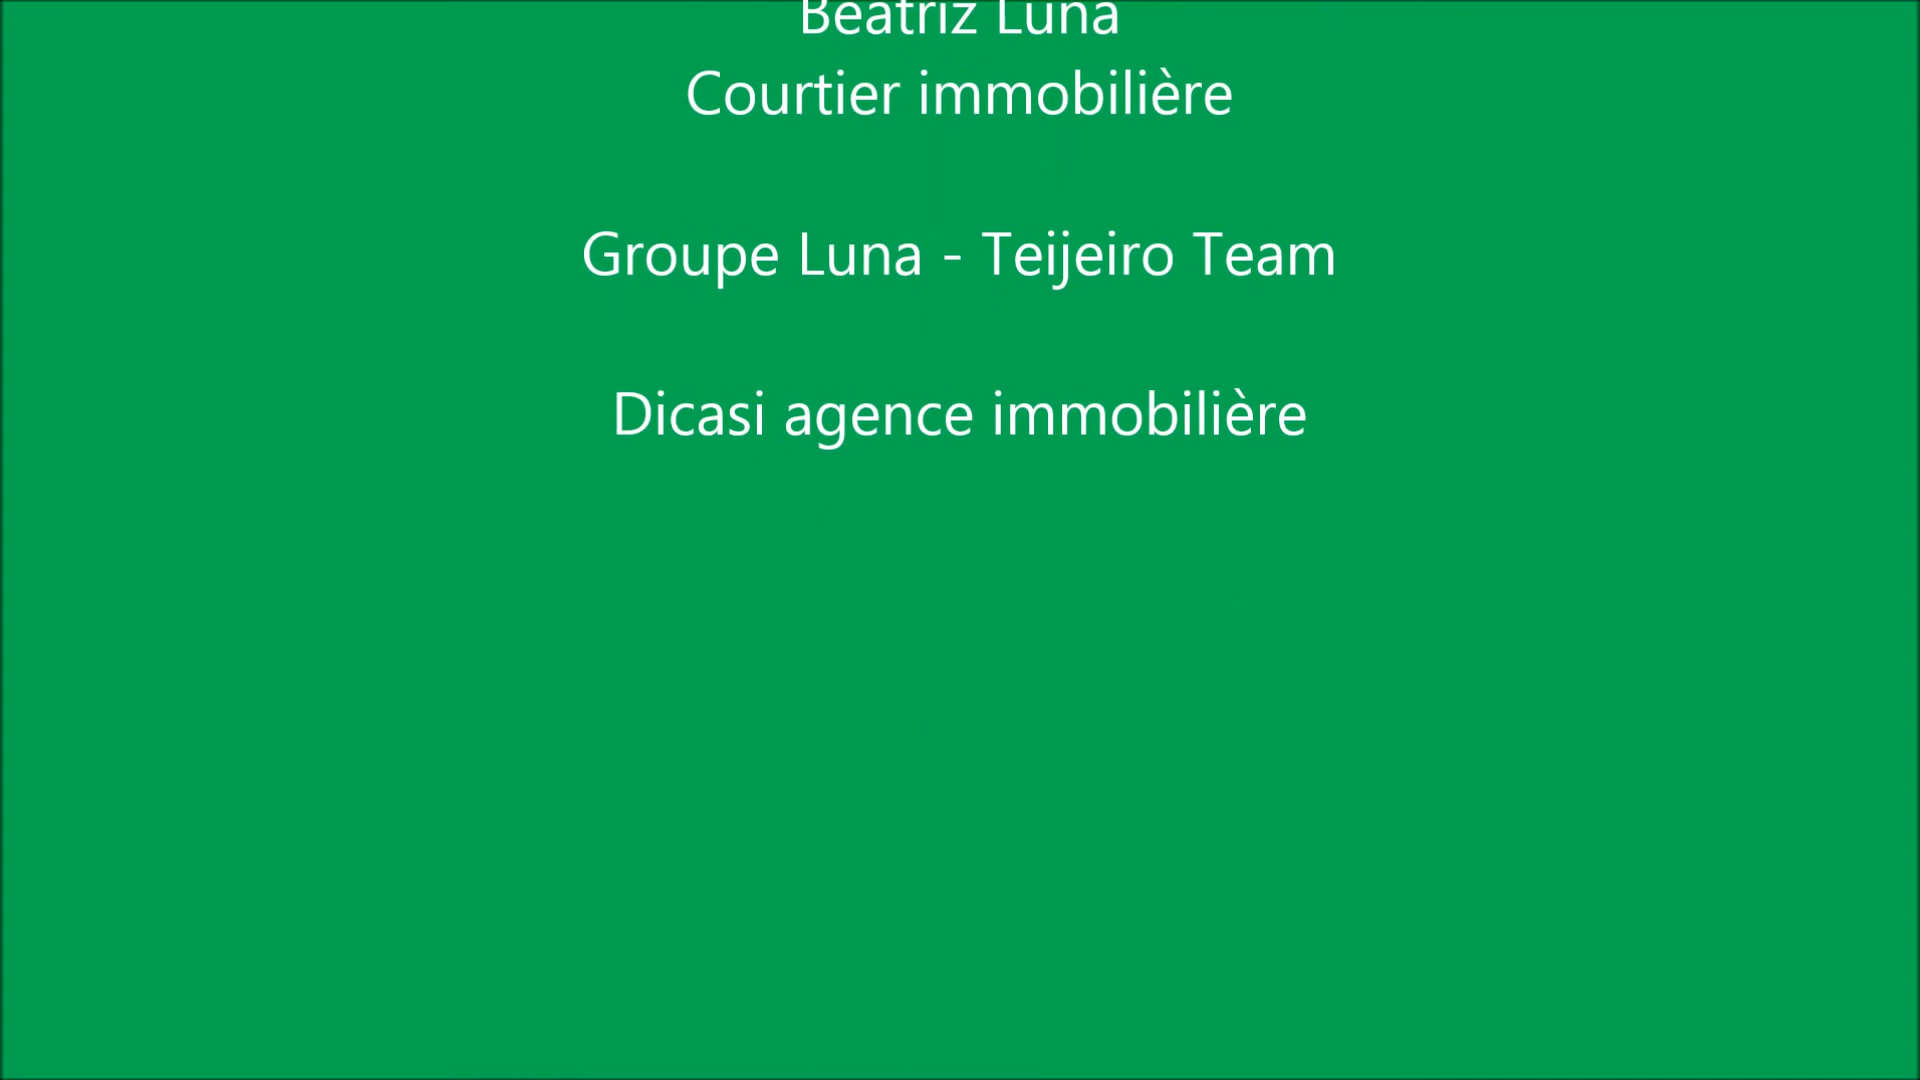 Beatriz Luna
Courtier immobilière
Groupe Luna - Teijeiro Team
Dicasi agence immobilière